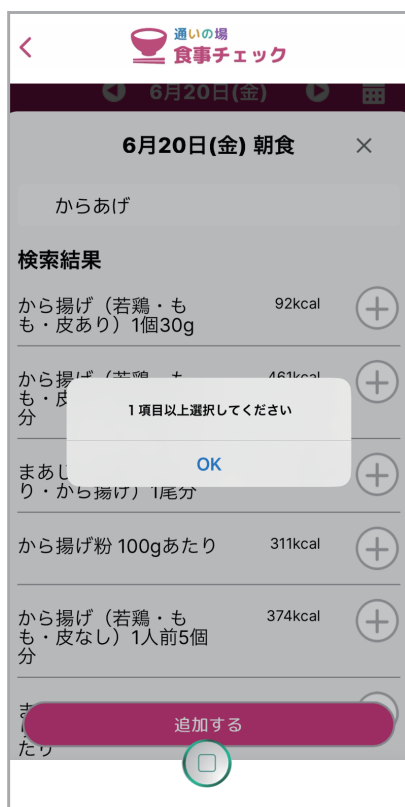 通いの場
食事チェック
6月20日(金)
6月20日(金) 朝食
からあげ
検索結果
から揚げ（若鶏・も
も・皮あり）1個30g
92kcal
から揚げ（若鶏・も
も・皮
分
461kcal
1項目以上選択してください
OK
まあじ
り・から揚げ）1尾分
から揚げ粉 100gあたり
311kcal
から揚げ（若鶏・も
も・皮なし）1人前5個
分
374kcal
追加する
たり